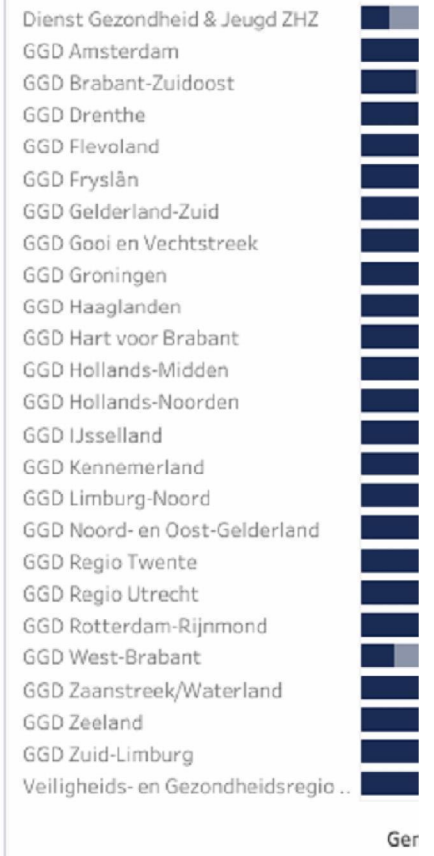 Dienst Gezondheid & Jeugd ZHZ
GGD Amsterdam
GGD Brabant-Zuidoost
GGD Drenthe
GGD Flevoland
GGD Fryslân
GGD Gelderland-Zuid
GGD Gooi en Vechtstreek
GGD Groningen
GGD Haaglanden
GGD Hart voor Brabant
GGD Hollands-Midden
GGD Hollands-Noorden
GGD IJsselland
GGD Kennemerland
GGD Limburg-Noord
GGD Noord- en Oost-Gelderland
GGD Regio Twente
GGD Regio Utrecht
GGD Rotterdam-Rijnmond
GGD West-Brabant
GGD Zaanstreek/Waterland
GGD Zeeland
GGD Zuid-Limburg
Veiligheids- en Gezondheidsregio ..
Ger